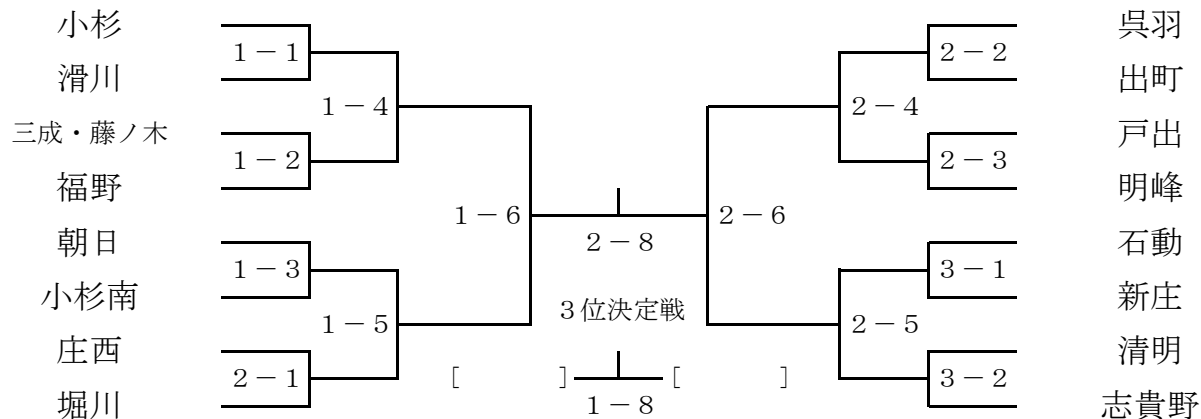 小杉 呉羽
1－1 2－2
滑川 出町
1－4 2－4
三成・藤ノ木 戸出
1－2 2－3
福野 明峰
1－6 2－6
2－8
朝日 石動
1－3 3－1
小杉南 新庄
3位決定戦
1－5 2－5
庄西 清明
2－1 ［ ］ ［ ］ 3－2
1－8
堀川 志貴野